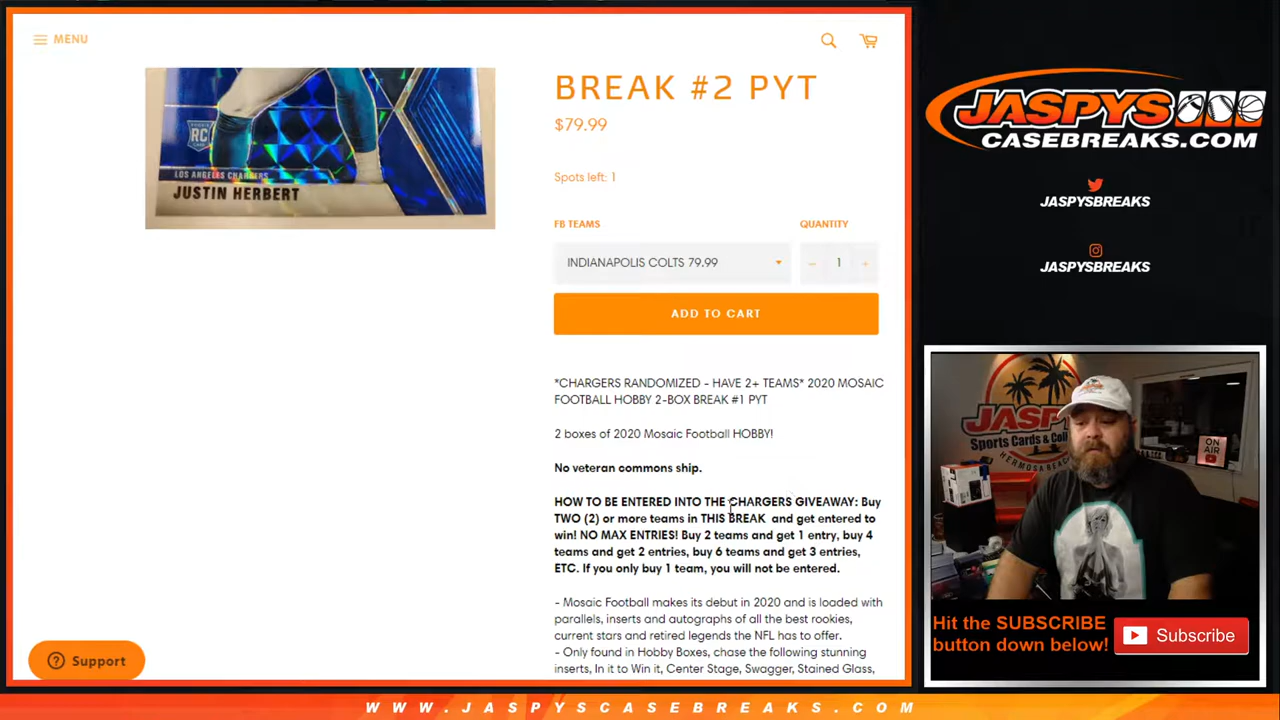 MENU
BREAK #2 PYT
$79.99
Spots left: 1
FB TEAMS
QUANTITY
INDIANAPOLIS COLTS 79.99
− 1 +
ADD TO CART
RC
LOS ANGELES CHARGERS
JUSTIN HERBERT
*CHARGERS RANDOMIZED - HAVE 2+ TEAMS* 2020 MOSAIC
FOOTBALL HOBBY 2-BOX BREAK #1 PYT
2 boxes of 2020 Mosaic Football HOBBY!
No veteran commons ship.
HOW TO BE ENTERED INTO THE CHARGERS GIVEAWAY: Buy
TWO (2) or more teams in THIS BREAK and get entered to
win! NO MAX ENTRIES! Buy 2 teams and get 1 entry, buy 4
teams and get 2 entries, buy 6 teams and get 3 entries,
ETC. If you only buy 1 team, you will not be entered.
- Mosaic Football makes its debut in 2020 and is loaded with
parallels, inserts and autographs of all the best rookies,
current stars and retired legends the NFL has to offer.
- Only found in Hobby Boxes, chase the following stunning
inserts, In it to Win it, Center Stage, Swagger, Stained Glass,
Support
JASPYS
CASEBREAKS.COM
JASPYSBREAKS
JASPYSBREAKS
JASPYS
Sports Cards & Coll
HERMOSA BEAC
ON
AIR
Hit the SUBSCRIBE
button down below!
Subscribe
WWW.JASPYSCASEBREAKS.COM